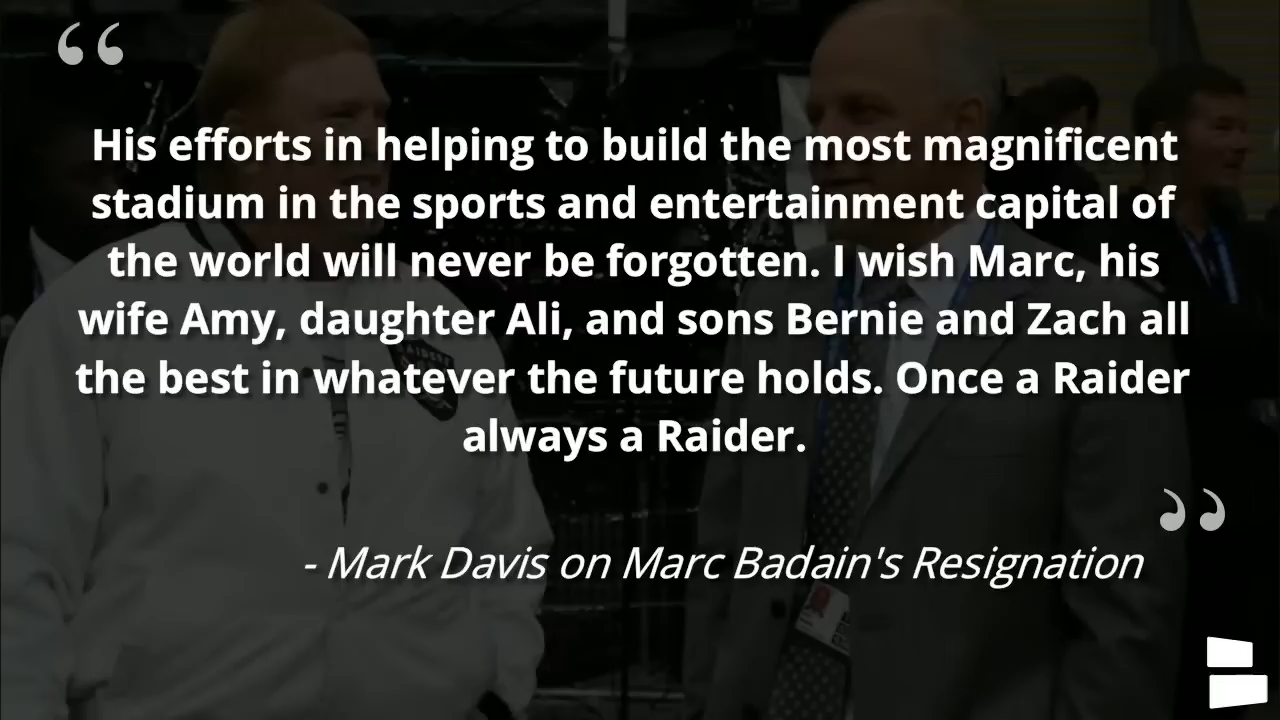 “
His efforts in helping to build the most magnificent
stadium in the sports and entertainment capital of
the world will never be forgotten. I wish Marc, his
wife Amy, daughter Ali, and sons Bernie and Zach all
the best in whatever the future holds. Once a Raider
always a Raider.
”
- Mark Davis on Marc Badain's Resignation